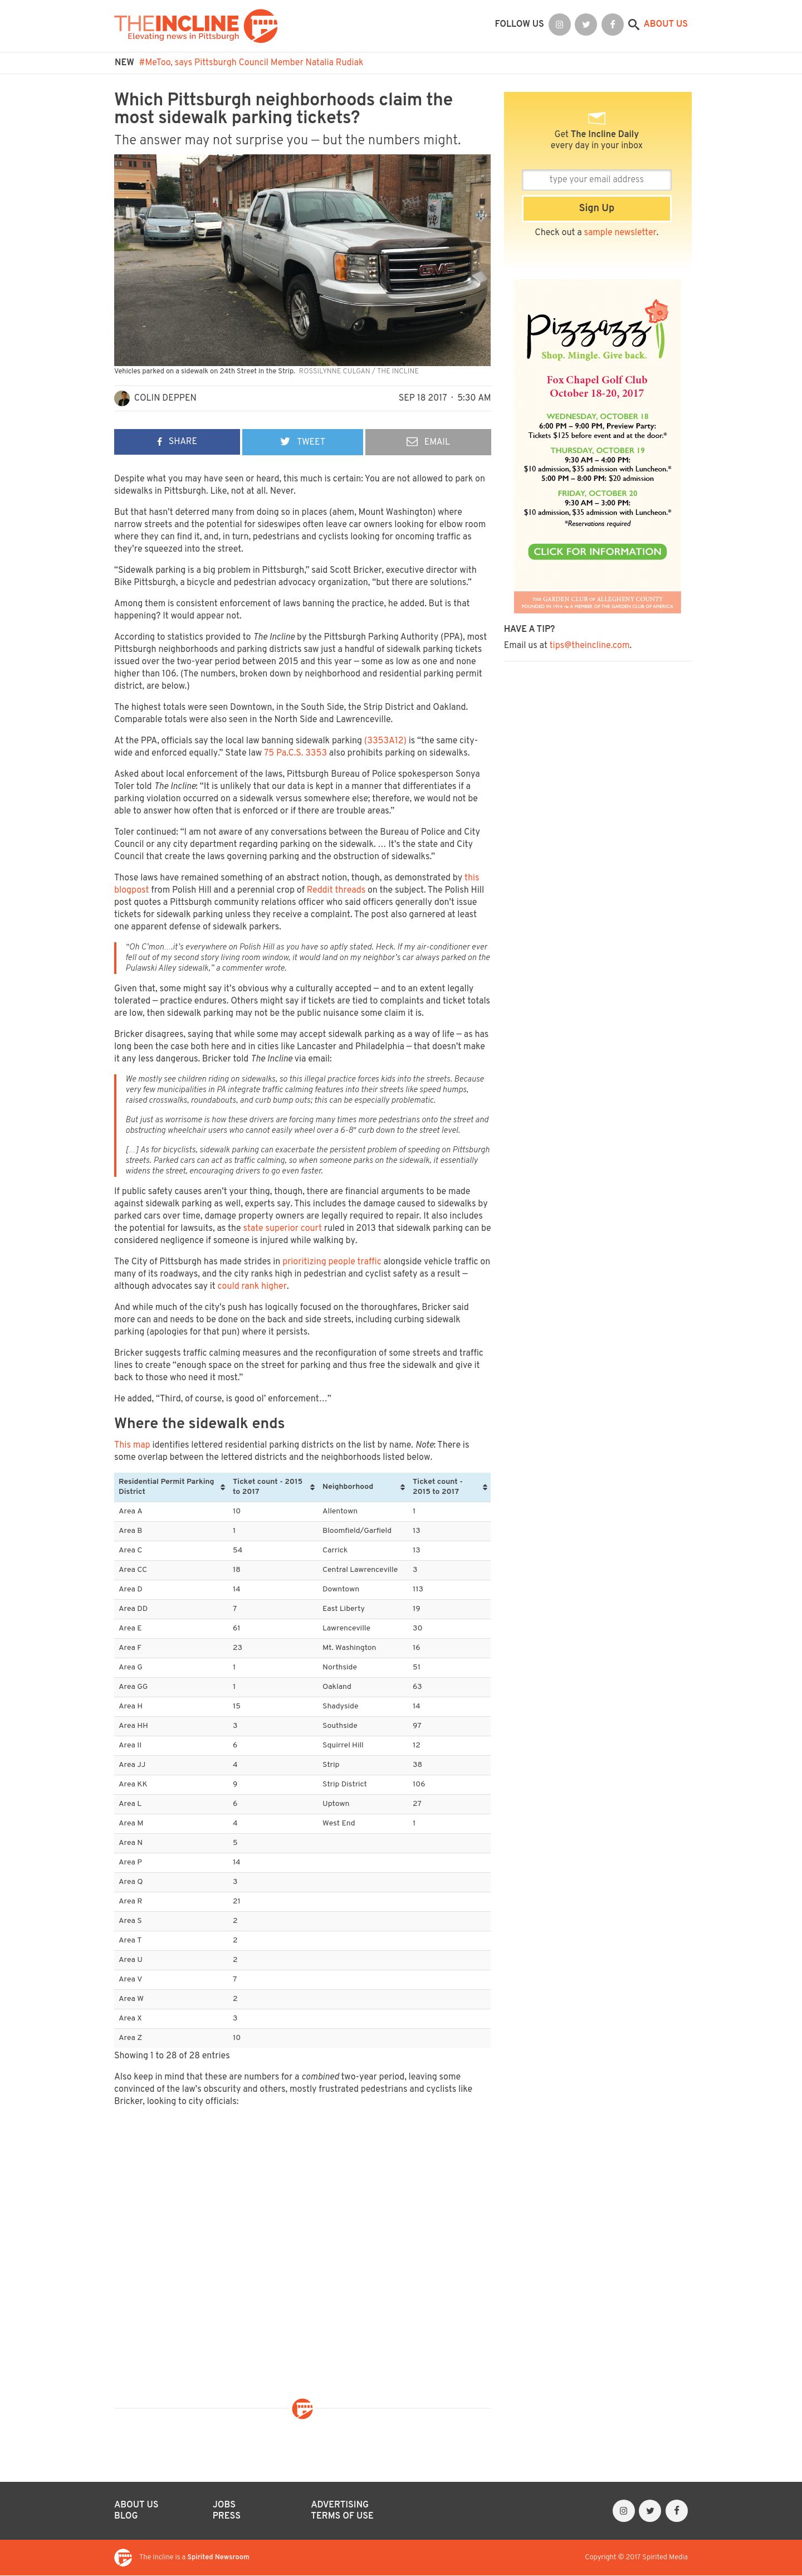 THEINCLINE
Elevating news in Pittsburgh
FOLLOW US
ABOUT US
NEW #MeToo, says Pittsburgh Council Member Natalia Rudiak
Which Pittsburgh neighborhoods claim the
most sidewalk parking tickets?
The answer may not surprise you — but the numbers might.
GMC
Vehicles parked on a sidewalk on 24th Street in the Strip. ROSSILYNNE CULGAN / THE INCLINE
COLIN DEPPEN
SEP 18 2017 · 5:30 AM
SHARE
TWEET
EMAIL
Despite what you may have seen or heard, this much is certain: You are not allowed to park on
sidewalks in Pittsburgh. Like, not at all. Never.
But that hasn't deterred many from doing so in places (ahem, Mount Washington) where
narrow streets and the potential for sideswipes often leave car owners looking for elbow room
where they can find it, and, in turn, pedestrians and cyclists looking for oncoming traffic as
they're squeezed into the street.
“Sidewalk parking is a big problem in Pittsburgh,” said Scott Bricker, executive director with
Bike Pittsburgh, a bicycle and pedestrian advocacy organization, “but there are solutions.”
Among them is consistent enforcement of laws banning the practice, he added. But is that
happening? It would appear not.
According to statistics provided to The Incline by the Pittsburgh Parking Authority (PPA), most
Pittsburgh neighborhoods and parking districts saw just a handful of sidewalk parking tickets
issued over the two-year period between 2015 and this year — some as low as one and none
higher than 106. (The numbers, broken down by neighborhood and residential parking permit
district, are below.)
The highest totals were seen Downtown, in the South Side, the Strip District and Oakland.
Comparable totals were also seen in the North Side and Lawrenceville.
At the PPA, officials say the local law banning sidewalk parking (3353A12) is “the same city-
wide and enforced equally.” State law 75 Pa.C.S. 3353 also prohibits parking on sidewalks.
Asked about local enforcement of the laws, Pittsburgh Bureau of Police spokesperson Sonya
Toler told The Incline: “It is unlikely that our data is kept in a manner that differentiates if a
parking violation occurred on a sidewalk versus somewhere else; therefore, we would not be
able to answer how often that is enforced or if there are trouble areas.”
Toler continued: “I am not aware of any conversations between the Bureau of Police and City
Council or any city department regarding parking on the sidewalk. … It's the state and City
Council that create the laws governing parking and the obstruction of sidewalks.”
Those laws have remained something of an abstract notion, though, as demonstrated by this
blogpost from Polish Hill and a perennial crop of Reddit threads on the subject. The Polish Hill
post quotes a Pittsburgh community relations officer who said officers generally don't issue
tickets for sidewalk parking unless they receive a complaint. The post also garnered at least
one apparent defense of sidewalk parkers.
“Oh C'mon….it's everywhere on Polish Hill as you have so aptly stated. Heck. If my air-conditioner ever
fell out of my second story living room window, it would land on my neighbor's car always parked on the
Pulawski Alley sidewalk,” a commenter wrote.
Given that, some might say it's obvious why a culturally accepted — and to an extent legally
tolerated — practice endures. Others might say if tickets are tied to complaints and ticket totals
are low, then sidewalk parking may not be the public nuisance some claim it is.
Bricker disagrees, saying that while some may accept sidewalk parking as a way of life — as has
long been the case both here and in cities like Lancaster and Philadelphia — that doesn't make
it any less dangerous. Bricker told The Incline via email:
We mostly see children riding on sidewalks, so this illegal practice forces kids into the streets. Because
very few municipalities in PA integrate traffic calming features into their streets like speed humps,
raised crosswalks, roundabouts, and curb bump outs; this can be especially problematic.
But just as worrisome is how these drivers are forcing many times more pedestrians onto the street and
obstructing wheelchair users who cannot easily wheel over a 6-8″ curb down to the street level.
[…] As for bicyclists, sidewalk parking can exacerbate the persistent problem of speeding on Pittsburgh
streets. Parked cars can act as traffic calming, so when someone parks on the sidewalk, it essentially
widens the street, encouraging drivers to go even faster.
If public safety causes aren't your thing, though, there are financial arguments to be made
against sidewalk parking as well, experts say. This includes the damage caused to sidewalks by
parked cars over time, damage property owners are legally required to repair. It also includes
the potential for lawsuits, as the state superior court ruled in 2013 that sidewalk parking can be
considered negligence if someone is injured while walking by.
The City of Pittsburgh has made strides in prioritizing people traffic alongside vehicle traffic on
many of its roadways, and the city ranks high in pedestrian and cyclist safety as a result —
although advocates say it could rank higher.
And while much of the city's push has logically focused on the thoroughfares, Bricker said
more can and needs to be done on the back and side streets, including curbing sidewalk
parking (apologies for that pun) where it persists.
Bricker suggests traffic calming measures and the reconfiguration of some streets and traffic
lines to create “enough space on the street for parking and thus free the sidewalk and give it
back to those who need it most.”
He added, “Third, of course, is good ol' enforcement…”
Where the sidewalk ends
This map identifies lettered residential parking districts on the list by name. Note: There is
some overlap between the lettered districts and the neighborhoods listed below.
Residential Permit Parking District | Ticket count - 2015 to 2017 | Neighborhood | Ticket count - 2015 to 2017
Area A 10 Allentown 1
Area B 1 Bloomfield/Garfield 13
Area C 54 Carrick 13
Area CC 18 Central Lawrenceville 3
Area D 14 Downtown 113
Area DD 7 East Liberty 19
Area E 61 Lawrenceville 30
Area F 23 Mt. Washington 16
Area G 1 Northside 51
Area GG 1 Oakland 63
Area H 15 Shadyside 14
Area HH 3 Southside 97
Area II 6 Squirrel Hill 12
Area JJ 4 Strip 38
Area KK 9 Strip District 106
Area L 6 Uptown 27
Area M 4 West End 1
Area N 5
Area P 14
Area Q 3
Area R 21
Area S 2
Area T 2
Area U 2
Area V 7
Area W 2
Area X 3
Area Z 10
Showing 1 to 28 of 28 entries
Also keep in mind that these are numbers for a combined two-year period, leaving some
convinced of the law's obscurity and others, mostly frustrated pedestrians and cyclists like
Bricker, looking to city officials:
Get The Incline Daily
every day in your inbox
type your email address
Sign Up
Check out a sample newsletter.
Pizzazz
Shop. Mingle. Give back.
Fox Chapel Golf Club
October 18-20, 2017
WEDNESDAY, OCTOBER 18
6:00 PM – 9:00 PM, Preview Party:
Tickets $125 before event and at the door.*
THURSDAY, OCTOBER 19
9:30 AM – 4:00 PM:
$10 admission, $35 admission with Luncheon.*
5:00 PM – 8:00 PM: $20 admission
FRIDAY, OCTOBER 20
9:30 AM – 3:00 PM:
$10 admission, $35 admission with Luncheon.*
*Reservations required
CLICK FOR INFORMATION
THE GARDEN CLUB OF ALLEGHENY COUNTY
FOUNDED IN 1914 A MEMBER OF THE GARDEN CLUB OF AMERICA
HAVE A TIP?
Email us at tips@theincline.com.
ABOUT US
BLOG
JOBS
PRESS
ADVERTISING
TERMS OF USE
The Incline is a Spirited Newsroom
Copyright © 2017 Spirited Media